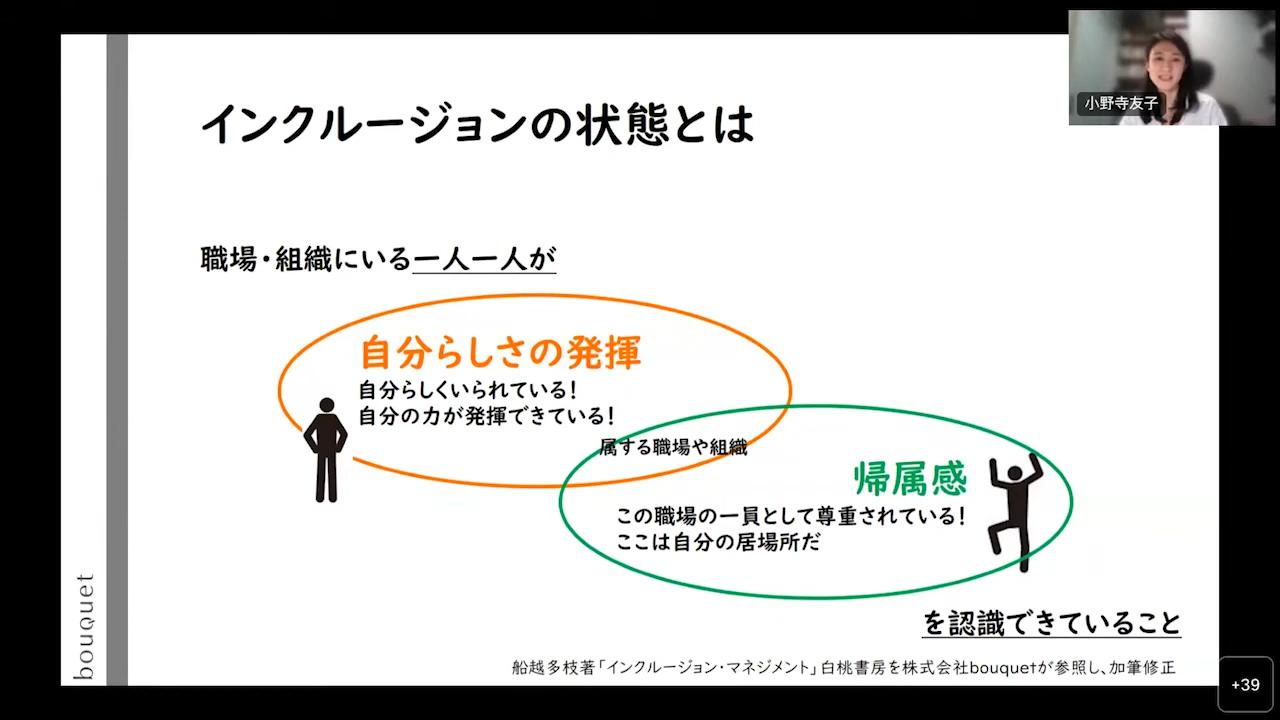 小野寺友子
インクルージョンの状態とは
職場・組織にいる一人一人が
自分らしさの発揮
自分らしくいられている!
自分の力が発揮できている!
属する職場や組織
帰属感
この職場の一員として尊重されている!
ここは自分の居場所だ
を認識できていること
船越多枝著「インクルージョン・マネジメント」白桃書房を株式会社bouquetが参照し、加筆修正
bouquet
+39